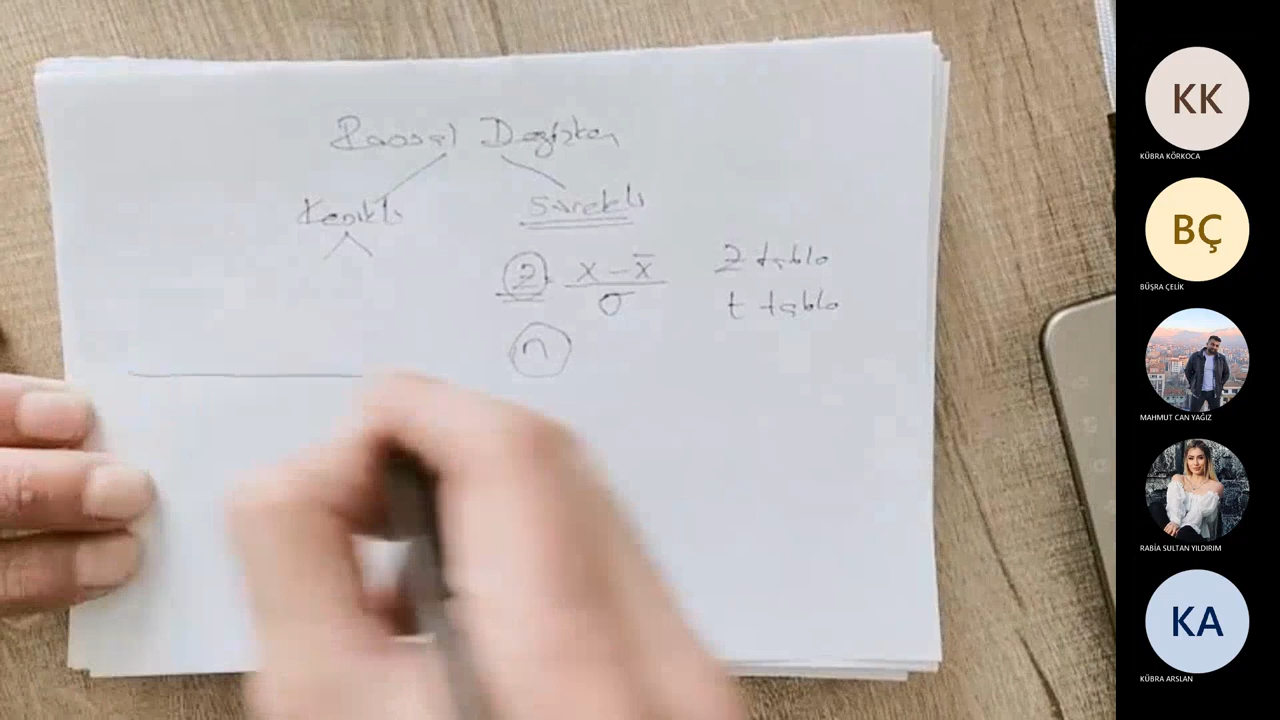 Rassal Değişken
Kesikli
Sürekli
Z = x - x̄ / σ
n
Z tablo
t tablo
KK
KÜBRA KÖRKOCA
BÇ
BÜŞRA ÇELİK
MAHMUT CAN YAĞIZ
RABİA SULTAN YILDIRIM
KA
KÜBRA ARSLAN